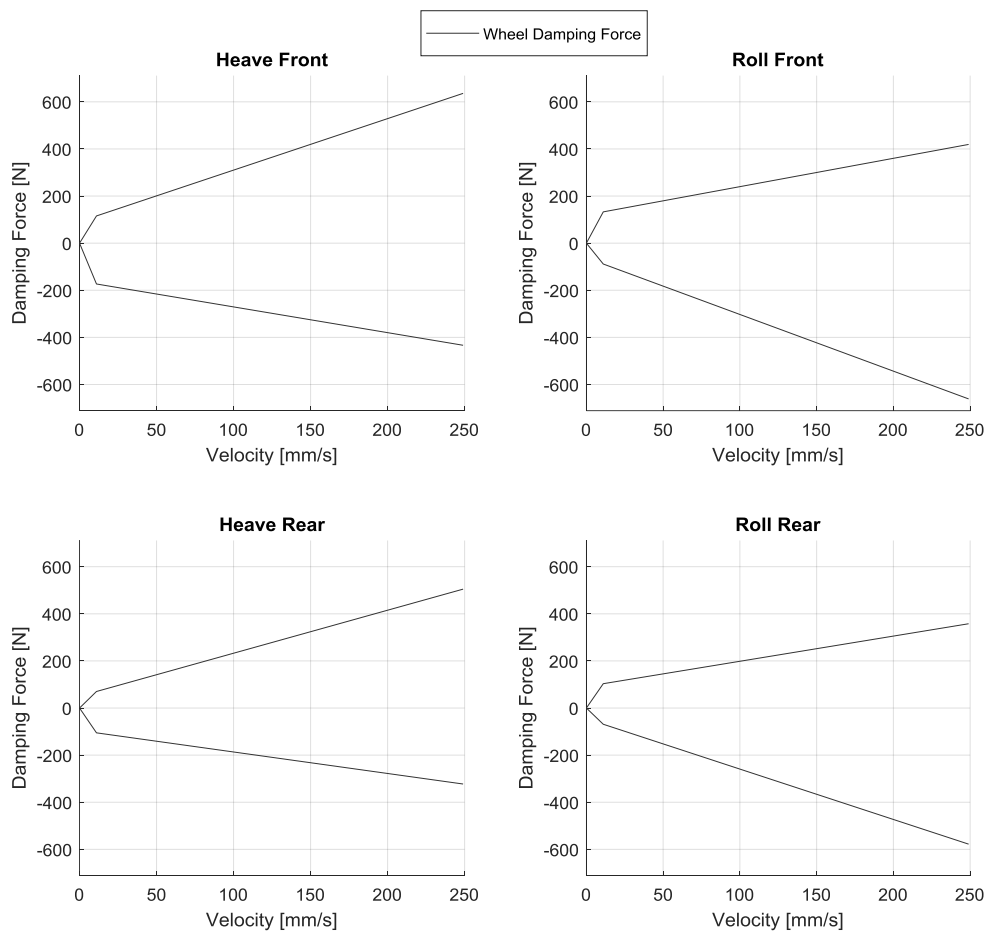 Wheel Damping Force
Heave Front
600
400
200
0
-200
-400
-600
Damping Force [N]
0 50 100 150 200 250
Velocity [mm/s]
Roll Front
600
400
200
0
-200
-400
-600
Damping Force [N]
0 50 100 150 200 250
Velocity [mm/s]
Heave Rear
600
400
200
0
-200
-400
-600
Damping Force [N]
0 50 100 150 200 250
Velocity [mm/s]
Roll Rear
600
400
200
0
-200
-400
-600
Damping Force [N]
0 50 100 150 200 250
Velocity [mm/s]